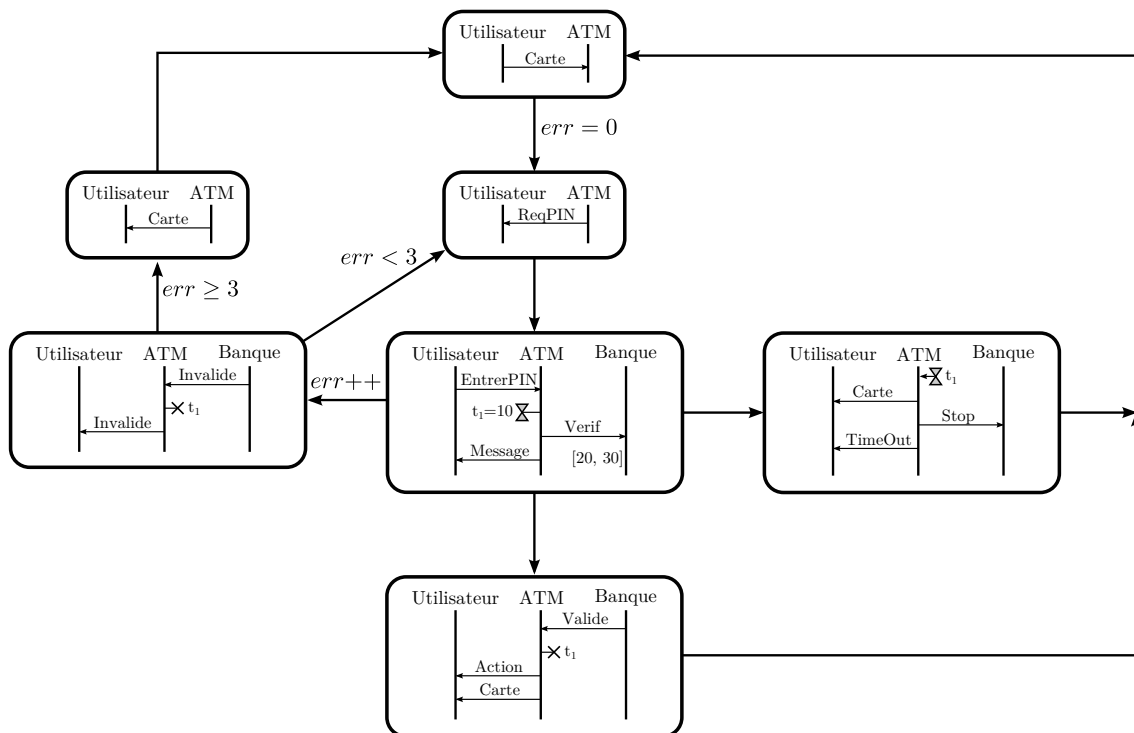 Utilisateur ATM
Carte
err = 0
Utilisateur ATM
Carte
Utilisateur ATM
ReqPIN
err < 3
err ≥ 3
Utilisateur ATM Banque
Invalide
t₁
Invalide
err++
Utilisateur ATM Banque
EntrerPIN
t₁=10
Verif
Message [20, 30]
Utilisateur ATM Banque
t₁
Carte
Stop
TimeOut
Utilisateur ATM Banque
Valide
t₁
Action
Carte